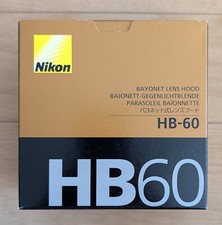 Nikon
BAYONET LENS HOOD
BAJONETT-GEGENLICHTBLENDE
PARASOLEIL BAÏONNETTE
バヨネット式レンズフード
HB-60
HB60